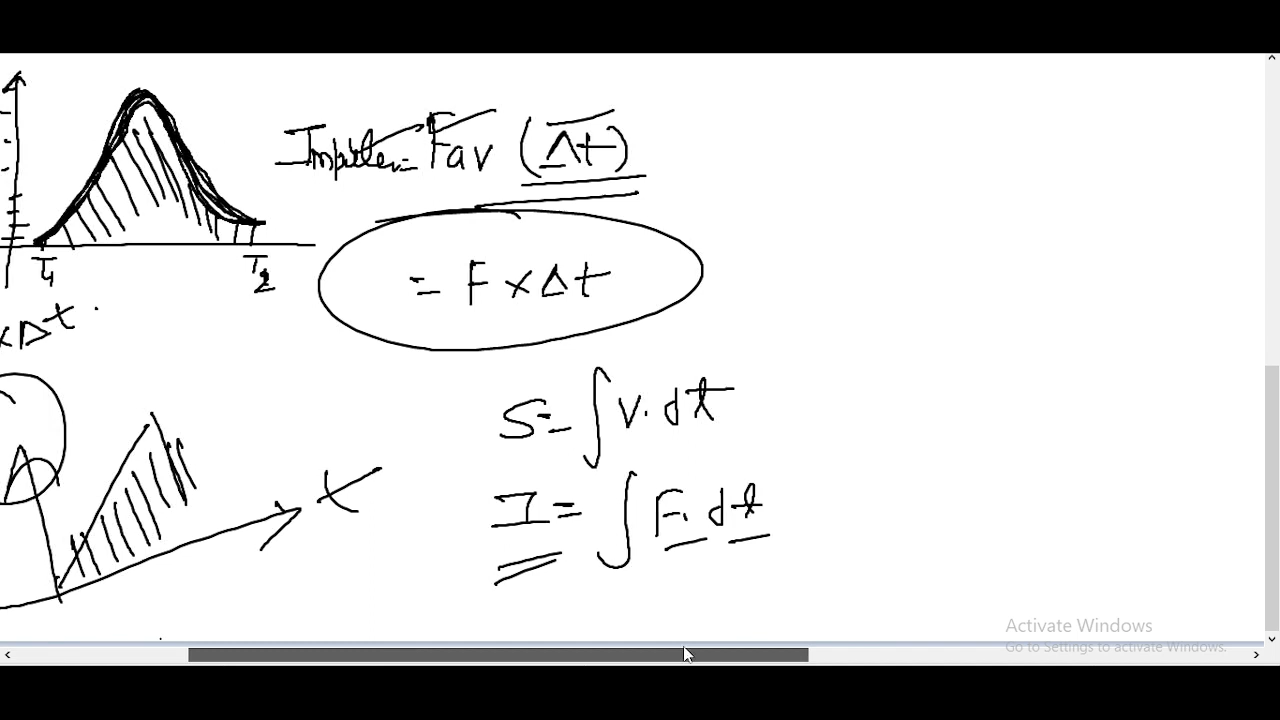 Impulse = Fav (Δt)
= F × Δt
T1
T2
×Δt
S = ∫ V. dt
t
I = ∫ F. dt
Activate Windows
Go to Settings to activate Windows.